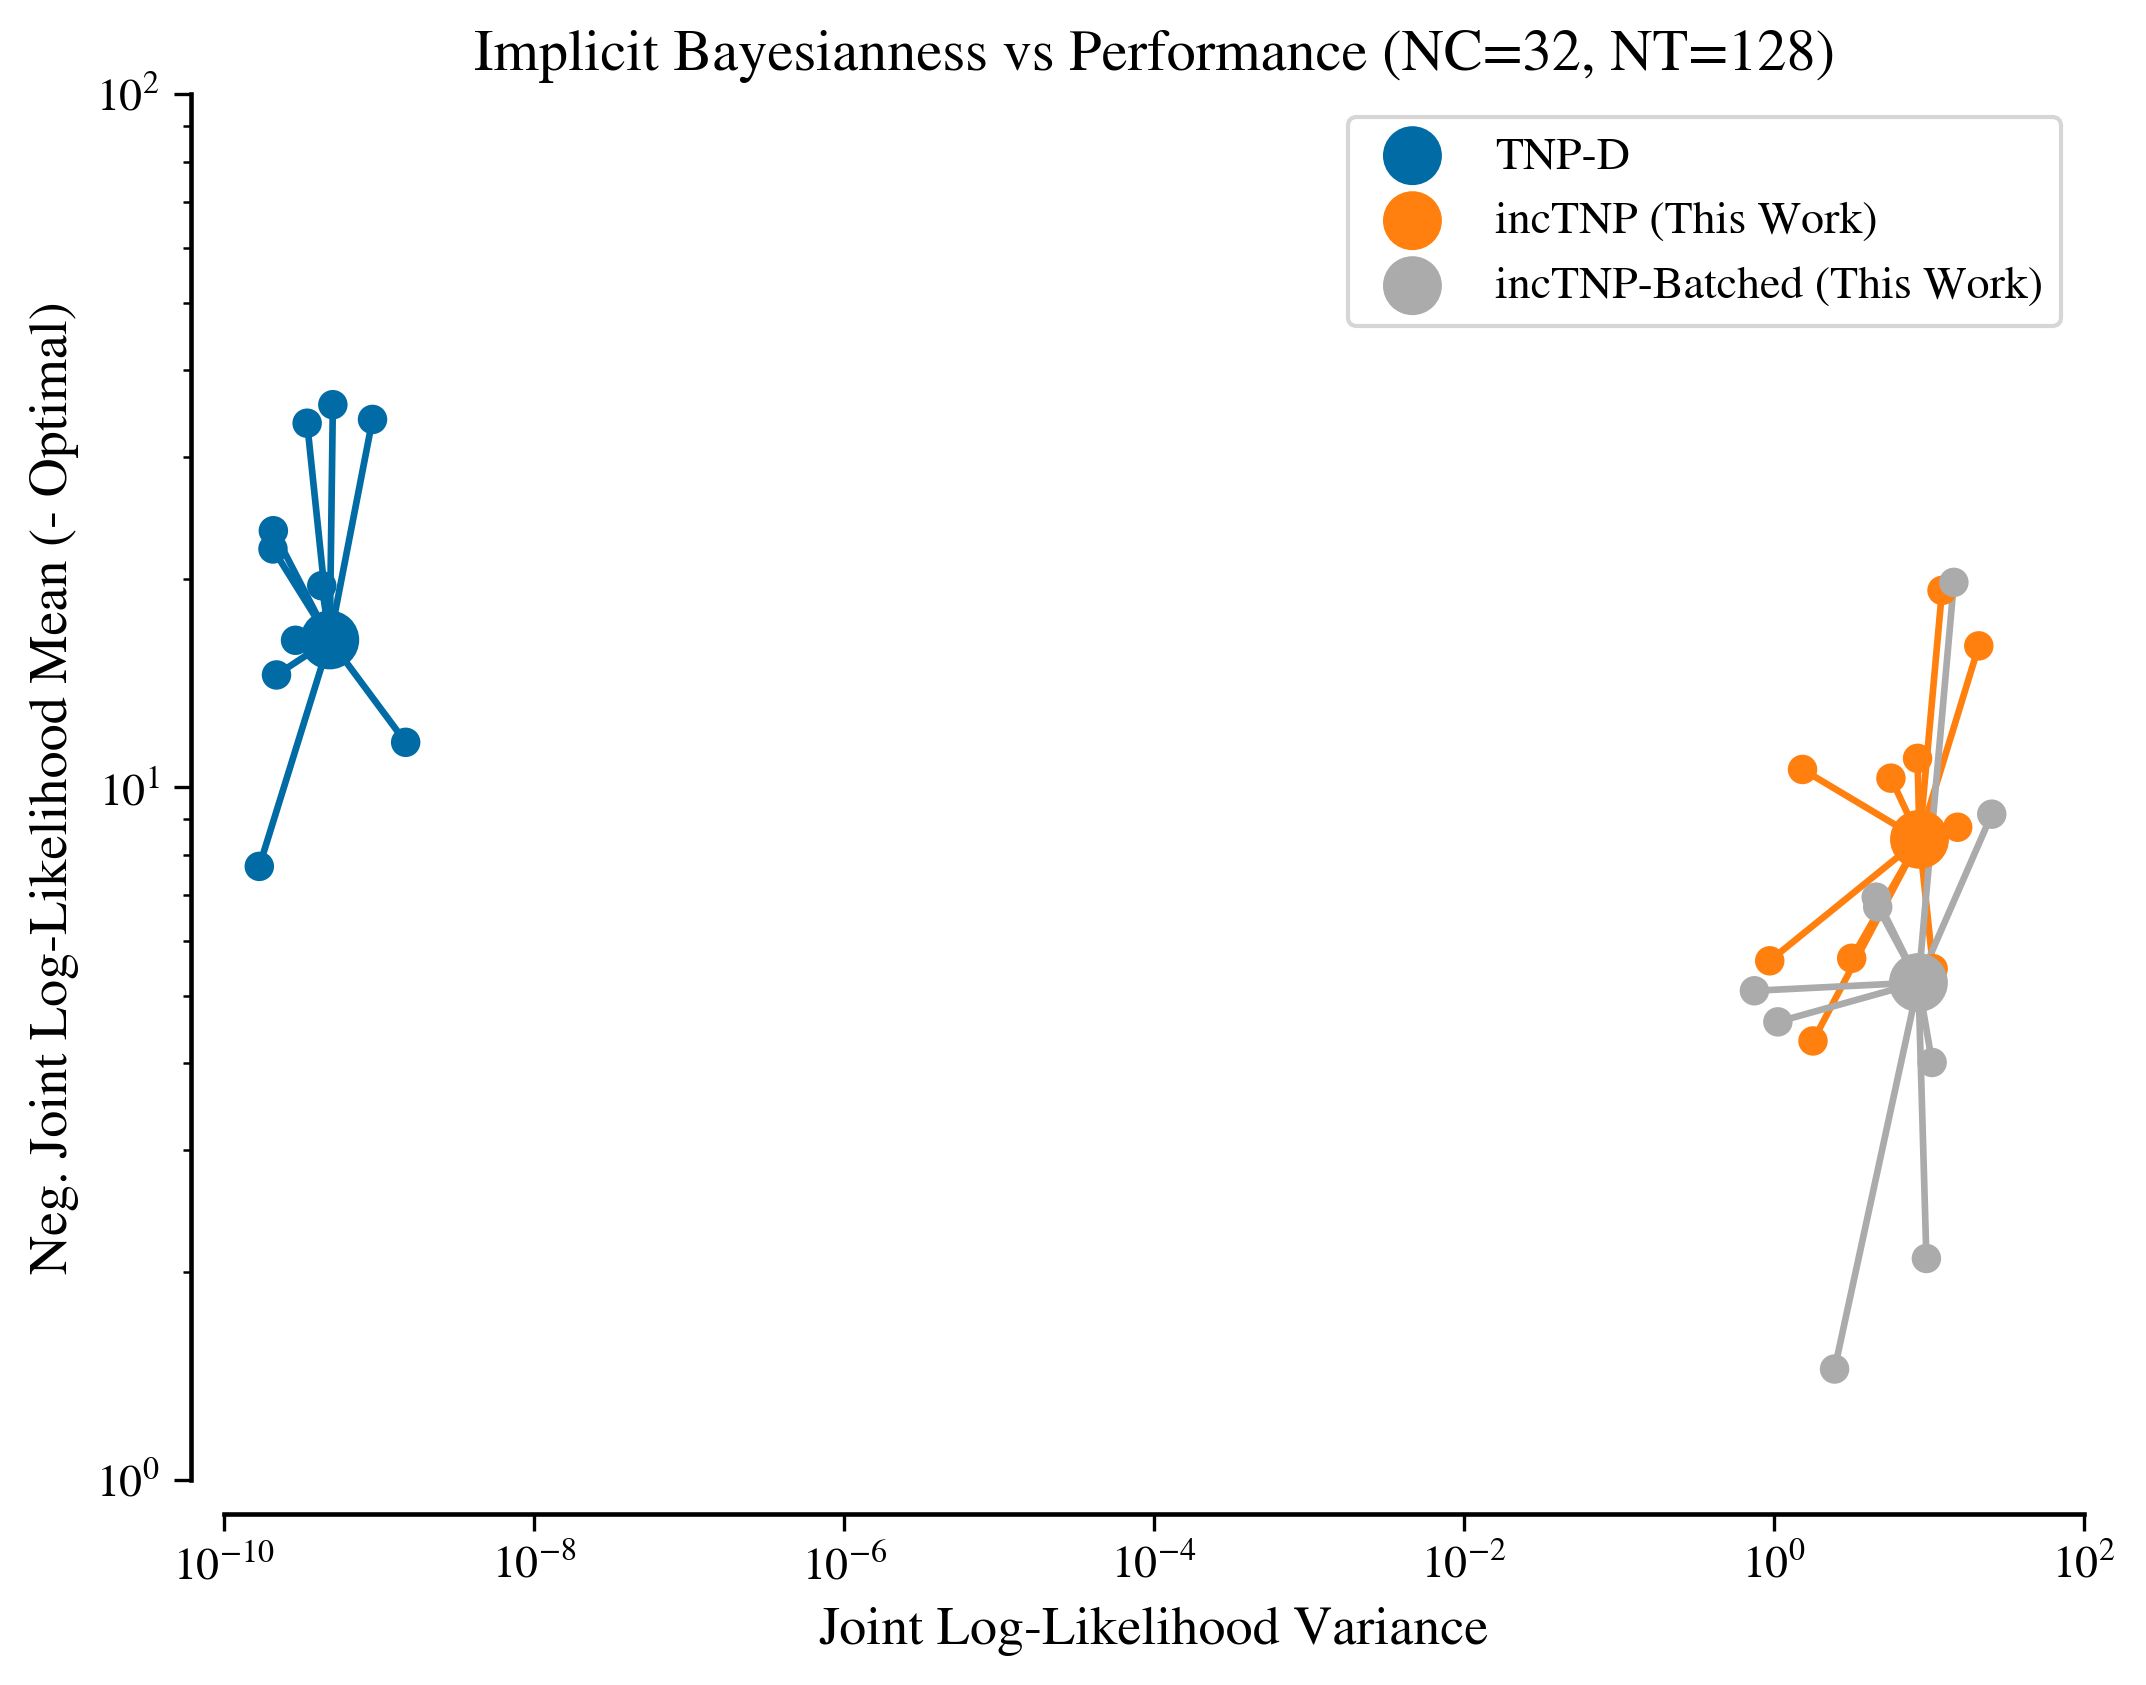 Implicit Bayesianness vs Performance (NC=32, NT=128)
TNP-D
incTNP (This Work)
incTNP-Batched (This Work)
Neg. Joint Log-Likelihood Mean (- Optimal)
10²
10¹
10⁰
10⁻¹⁰ 10⁻⁸ 10⁻⁶ 10⁻⁴ 10⁻² 10⁰ 10²
Joint Log-Likelihood Variance